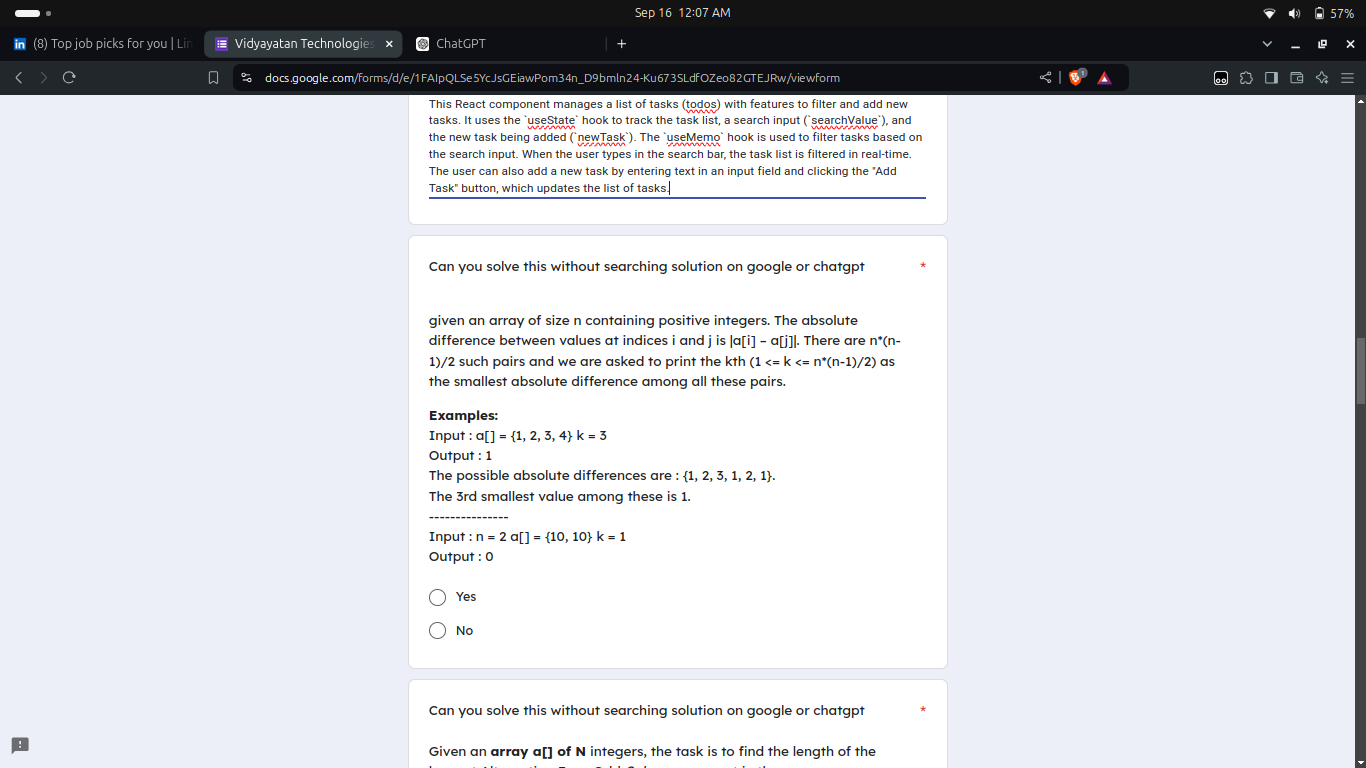 Sep 16 12:07 AM
57%
(8) Top job picks for you | Lin
Vidyayatan Technologies
ChatGPT
docs.google.com/forms/d/e/1FAIpQLSe5YcJsGEiawPom34n_D9bmln24-Ku673SLdfOZeo82GTEJRw/viewform
This React component manages a list of tasks (todos) with features to filter and add new
tasks. It uses the `useState` hook to track the task list, a search input (`searchValue`), and
the new task being added (`newTask`). The `useMemo` hook is used to filter tasks based on
the search input. When the user types in the search bar, the task list is filtered in real-time.
The user can also add a new task by entering text in an input field and clicking the "Add
Task" button, which updates the list of tasks.
Can you solve this without searching solution on google or chatgpt *
given an array of size n containing positive integers. The absolute
difference between values at indices i and j is |a[i] – a[j]|. There are n*(n-
1)/2 such pairs and we are asked to print the kth (1 <= k <= n*(n-1)/2) as
the smallest absolute difference among all these pairs.
Examples:
Input : a[] = {1, 2, 3, 4} k = 3
Output : 1
The possible absolute differences are : {1, 2, 3, 1, 2, 1}.
The 3rd smallest value among these is 1.
---------------
Input : n = 2 a[] = {10, 10} k = 1
Output : 0
Yes
No
Can you solve this without searching solution on google or chatgpt *
Given an array a[] of N integers, the task is to find the length of the